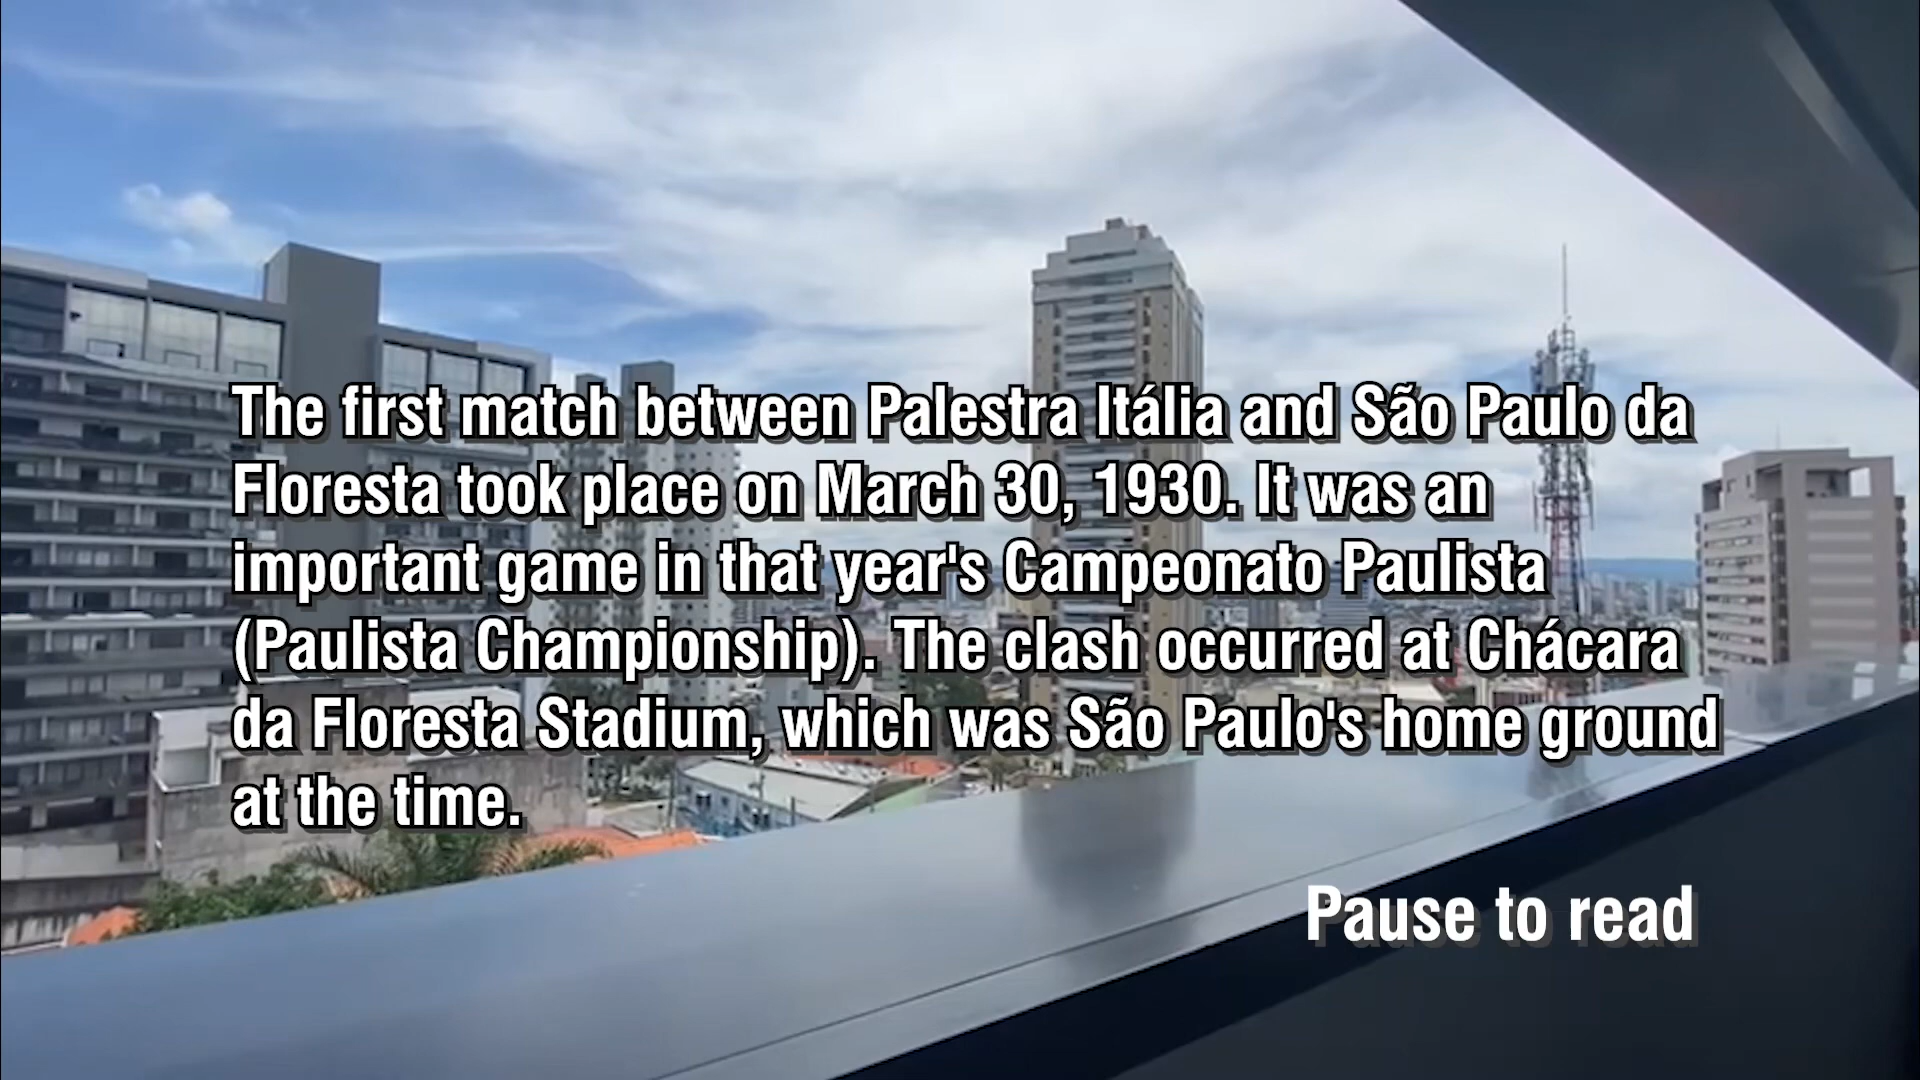 The first match between Palestra Itália and São Paulo da
Floresta took place on March 30, 1930. It was an
important game in that year's Campeonato Paulista
(Paulista Championship). The clash occurred at Chácara
da Floresta Stadium, which was São Paulo's home ground
at the time.
Pause to read